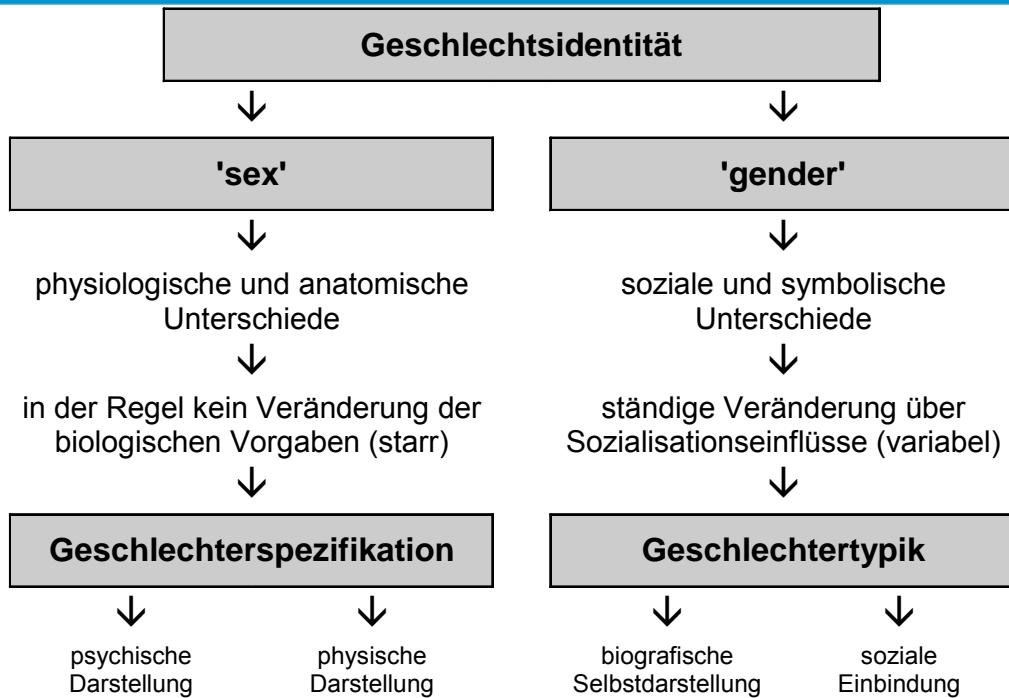 Geschlechtsidentität
'sex'
'gender'
physiologische und anatomische
Unterschiede
soziale und symbolische
Unterschiede
in der Regel kein Veränderung der
biologischen Vorgaben (starr)
ständige Veränderung über
Sozialisationseinflüsse (variabel)
Geschlechterspezifikation
Geschlechtertypik
psychische
Darstellung
physische
Darstellung
biografische
Selbstdarstellung
soziale
Einbindung